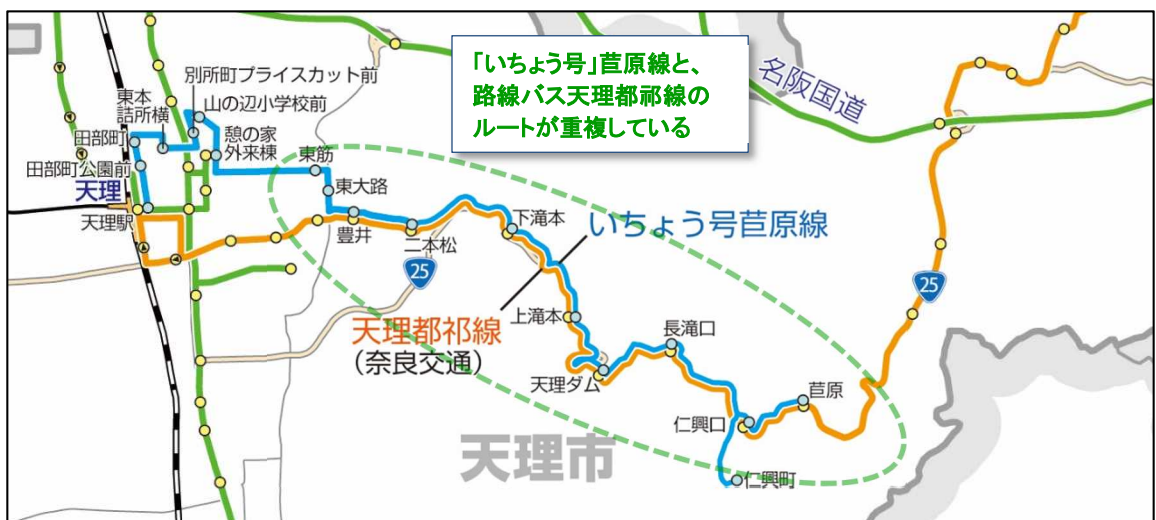 「いちょう号」苣原線と、
路線バス天理都祁線の
ルートが重複している
名阪国道
別所町プライスカット前
東本
詰所横
山の辺小学校前
田部町
憩の家
外来棟
田部町公園前
東筋
天理
東大路
天理駅
豊井
二本松
下滝本
いちょう号苣原線
25
25
上滝本
天理都祁線
(奈良交通)
長滝口
天理ダム
苣原
仁興口
天理市
仁興町